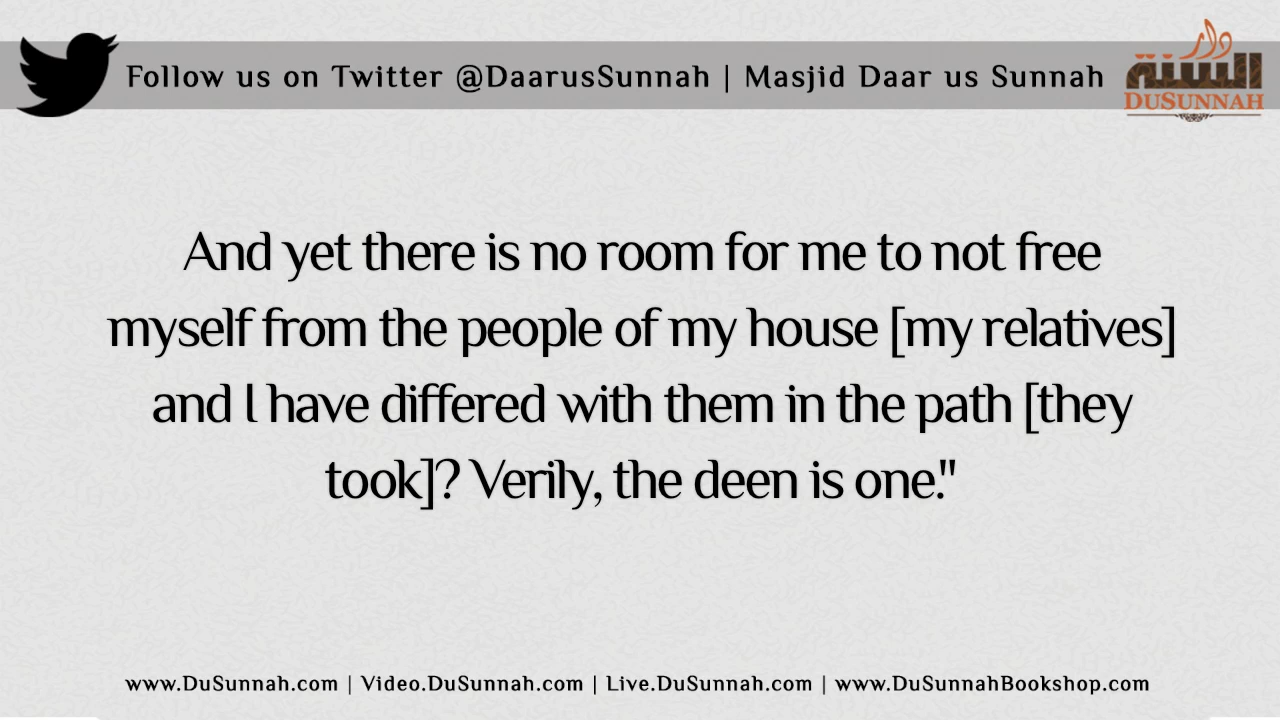 Follow us on Twitter @DaarusSunnah | Masjid Daar us Sunnah
دار
السنة
DUSUNNAH
And yet there is no room for me to not free
myself from the people of my house [my relatives]
and I have differed with them in the path [they
took]? Verily, the deen is one."
www.DuSunnah.com | Video.DuSunnah.com | Live.DuSunnah.com | www.DuSunnahBookshop.com